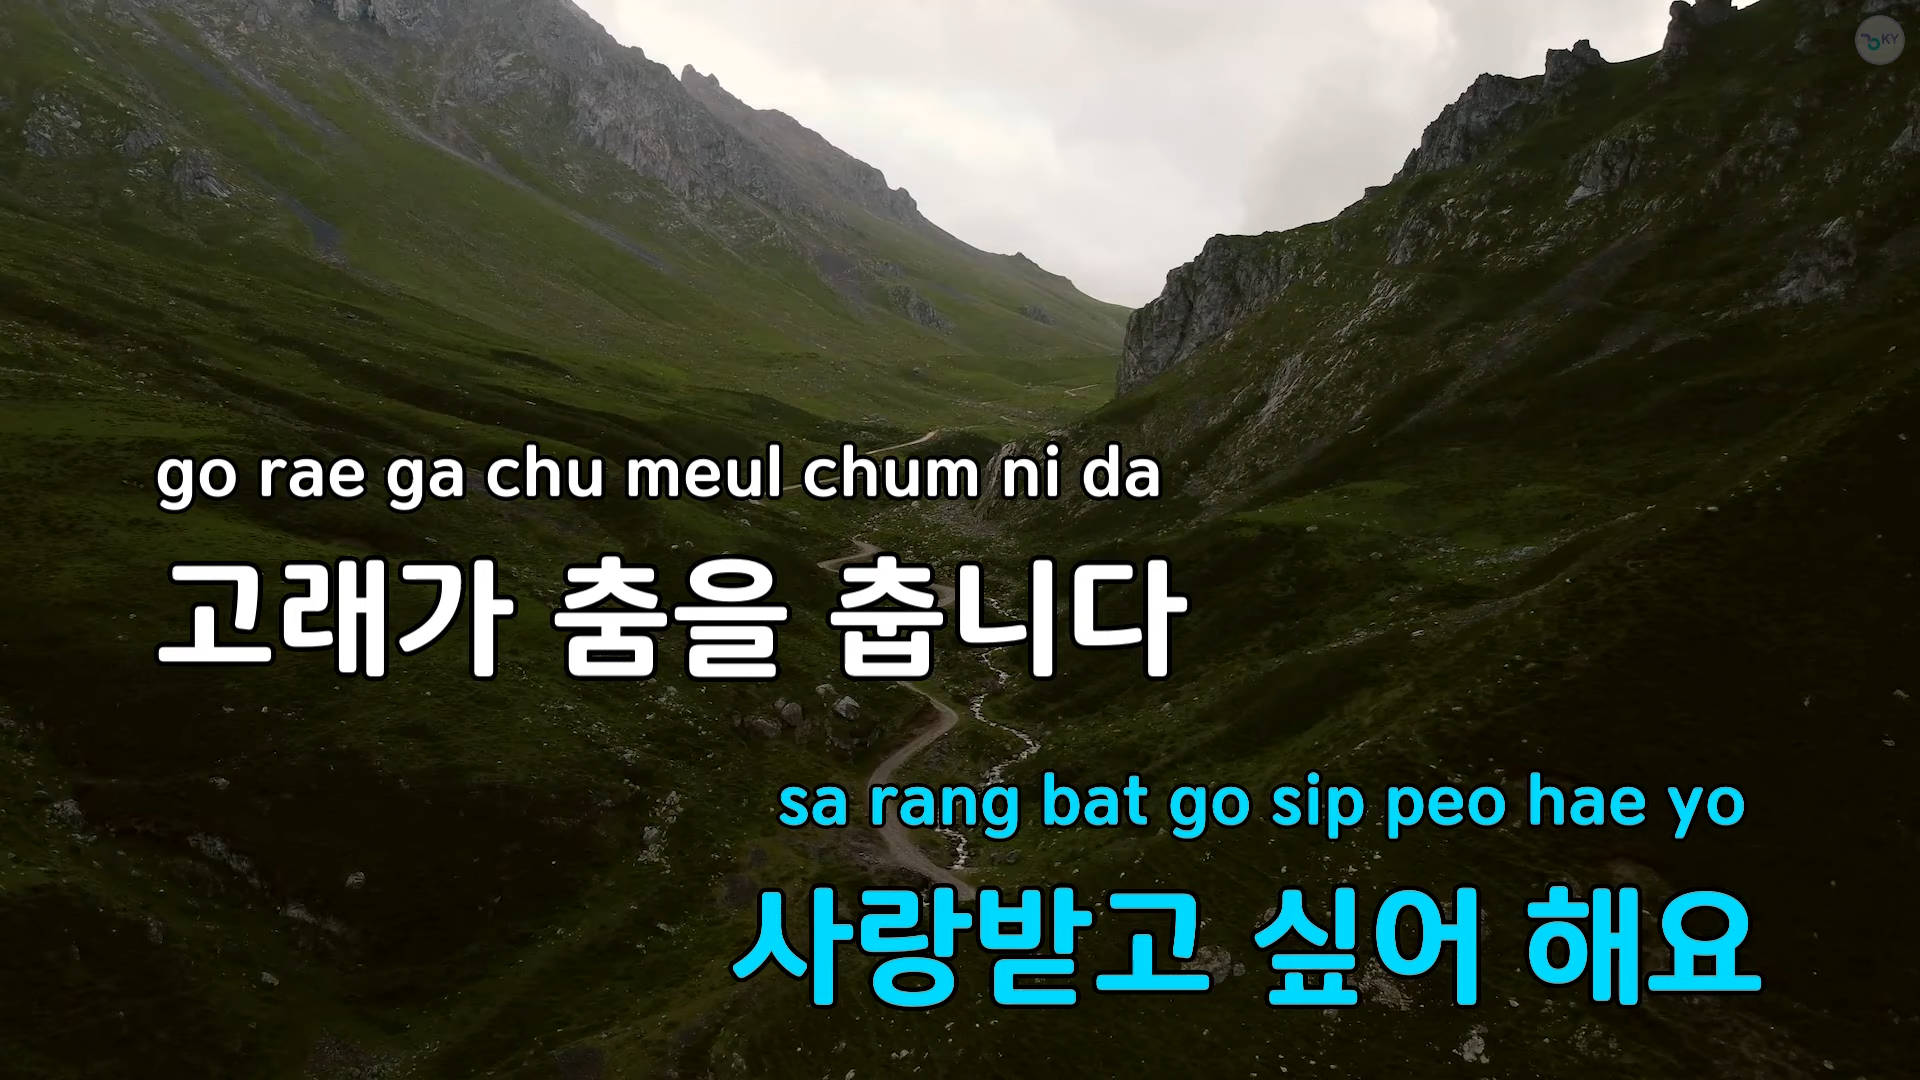 KY
go rae ga chu meul chum ni da
고래가 춤을 춥니다
sa rang bat go sip peo hae yo
사랑받고 싶어 해요